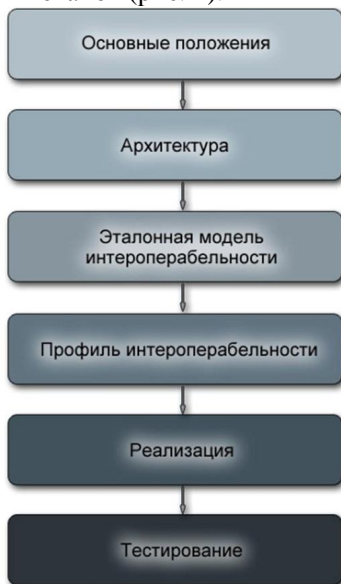 Основные положения
Архитектура
Эталонная модель
интероперабельности
Профиль интероперабельности
Реализация
Тестирование